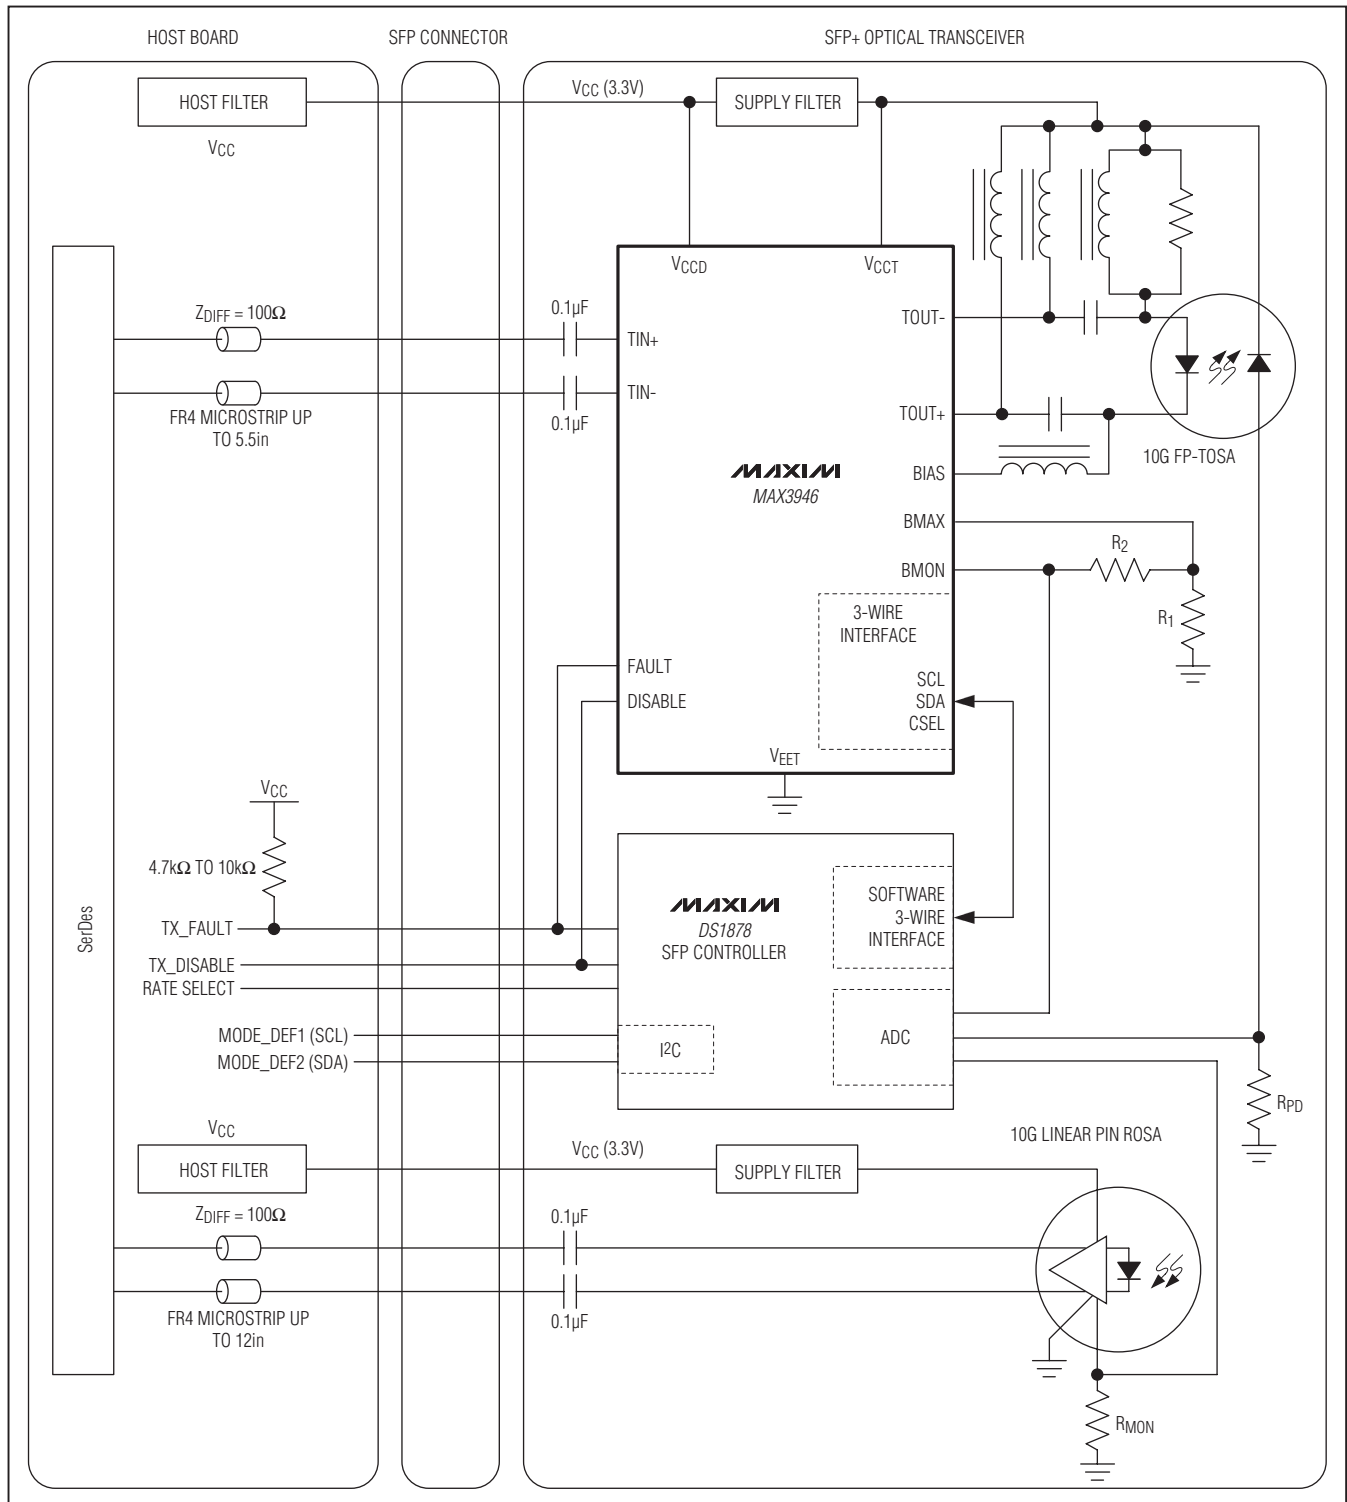 HOST BOARD
SFP CONNECTOR
SFP+ OPTICAL TRANSCEIVER
HOST FILTER
VCC
VCC (3.3V)
SUPPLY FILTER
VCCD
VCCT
ZDIFF = 100Ω
FR4 MICROSTRIP UP
TO 5.5in
0.1µF
0.1µF
TIN+
TIN-
TOUT-
TOUT+
BIAS
BMAX
BMON
10G FP-TOSA
MAXIM
MAX3946
R2
R1
3-WIRE
INTERFACE
SCL
SDA
CSEL
FAULT
DISABLE
VEET
SerDes
VCC
4.7kΩ TO 10kΩ
TX_FAULT
TX_DISABLE
RATE SELECT
MODE_DEF1 (SCL)
MODE_DEF2 (SDA)
MAXIM
DS1878
SFP CONTROLLER
SOFTWARE
3-WIRE
INTERFACE
I2C
ADC
RPD
VCC
HOST FILTER
VCC (3.3V)
SUPPLY FILTER
10G LINEAR PIN ROSA
ZDIFF = 100Ω
FR4 MICROSTRIP UP
TO 12in
0.1µF
0.1µF
RMON